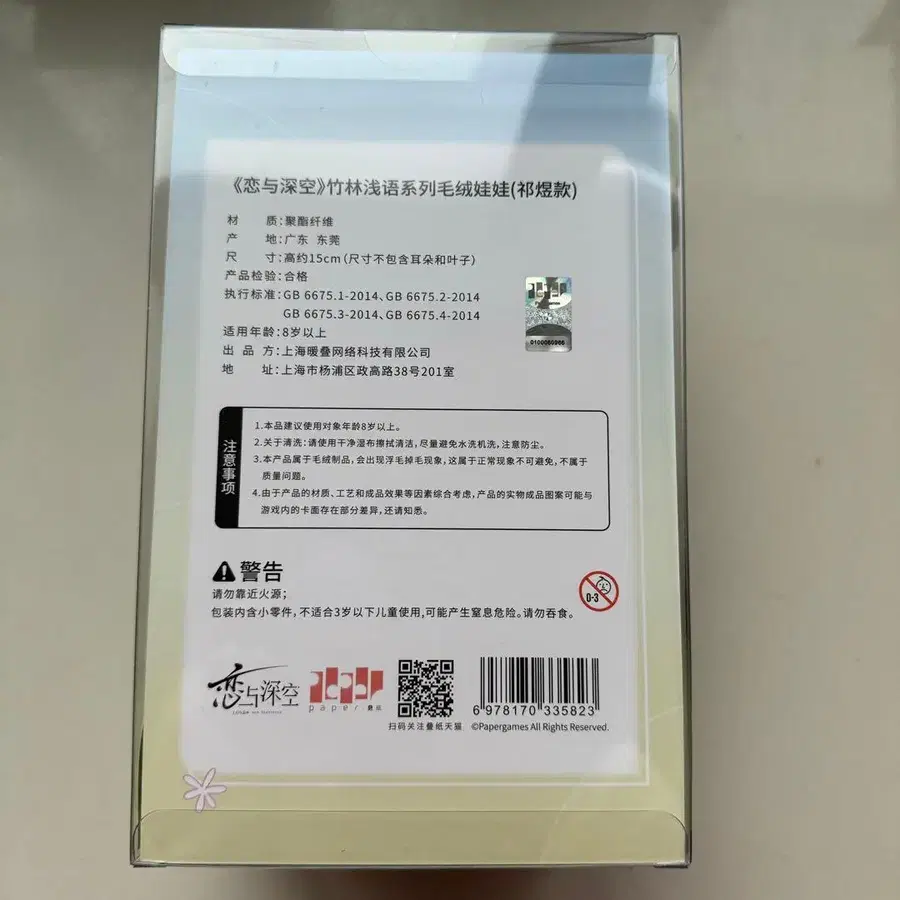 《恋与深空》竹林浅语系列毛绒娃娃(祁煜款)
材 质:聚酯纤维
产 地:广东 东莞
尺 寸:高约15cm(尺寸不包含耳朵和叶子)
产品检验:合格
执行标准:GB 6675.1-2014、GB 6675.2-2014
GB 6675.3-2014、GB 6675.4-2014
适用年龄:8岁以上
出 品 方:上海暖叠网络科技有限公司
地 址:上海市杨浦区政高路38号201室
0100060966
注意事项
1.本品建议使用对象年龄8岁以上。
2.关于清洗:请使用干净湿布擦拭清洁,尽量避免水洗机洗,注意防尘。
3.本产品属于毛绒制品,会出现浮毛掉毛现象,这属于正常现象不可避免,不属于
质量问题。
4.由于产品的材质、工艺和成品效果等因素综合考虑,产品的实物成品图案可能与
游戏内的卡面存在部分差异,还请知悉。
警告
请勿靠近火源;
包装内含小零件,不适合3岁以下儿童使用,可能产生窒息危险。请勿吞食。
0-3
恋与深空
paper 叠纸
扫码关注叠纸天猫
6 978170 335823
©Papergames All Rights Reserved.